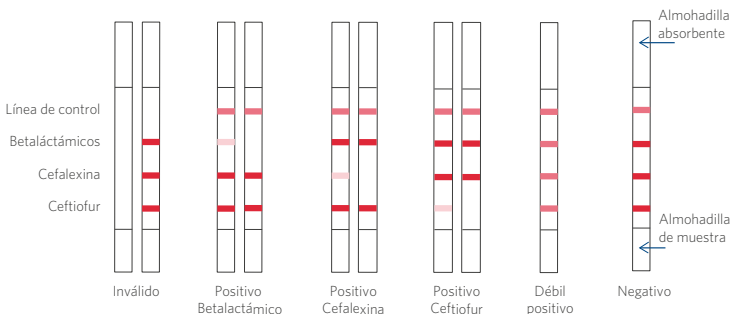 Almohadilla
absorbente
Línea de control
Betaláctámicos
Cefalexina
Ceftiofur
Almohadilla
de muestra
Inválido
Positivo
Betalactámico
Positivo
Cefalexina
Positivo
Ceftiofur
Débil
positivo
Negativo